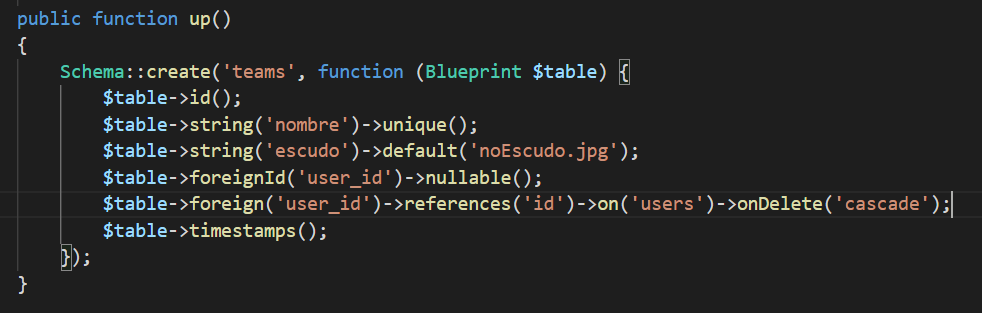 public function up()
{
    Schema::create('teams', function (Blueprint $table) {
        $table->id();
        $table->string('nombre')->unique();
        $table->string('escudo')->default('noEscudo.jpg');
        $table->foreignId('user_id')->nullable();
        $table->foreign('user_id')->references('id')->on('users')->onDelete('cascade');
        $table->timestamps();
    });
}